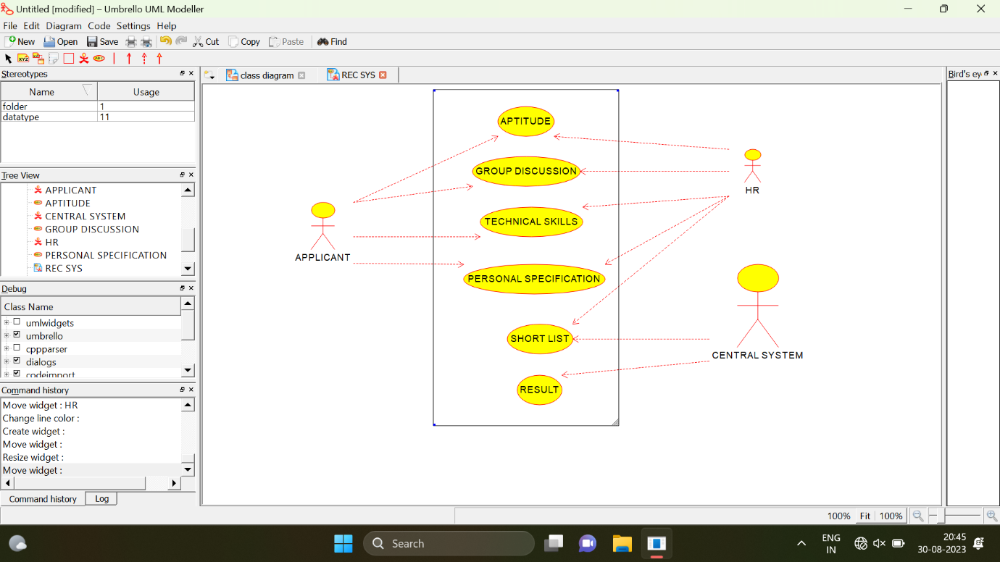 Untitled [modified] – Umbrello UML Modeller
File Edit Diagram Code Settings Help
New Open Save Cut Copy Paste Find
Stereotypes
Name Usage
folder 1
datatype 11
Tree View
APPLICANT
APTITUDE
CENTRAL SYSTEM
GROUP DISCUSSION
HR
PERSONAL SPECIFICATION
REC SYS
Debug
Class Name
umlwidgets
umbrello
cppparser
dialogs
codeimport
Command history
Move widget : HR
Change line color :
Create widget :
Move widget :
Resize widget :
Move widget :
Command history Log
class diagram REC SYS
APTITUDE
GROUP DISCUSSION
HR
TECHNICAL SKILLS
APPLICANT
PERSONAL SPECIFICATION
SHORT LIST
CENTRAL SYSTEM
RESULT
Bird's ey
100% Fit 100%
Search
ENG
IN
20:45
30-08-2023